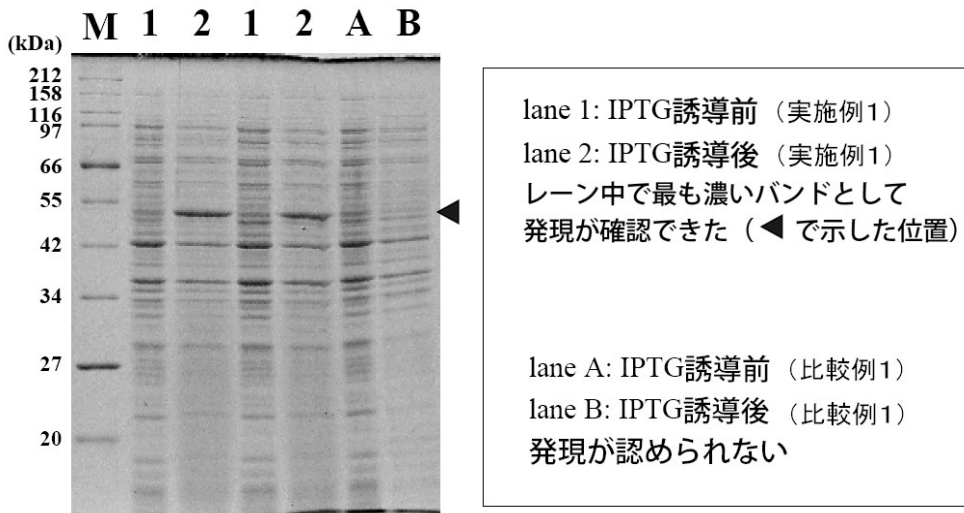 M 1 2 1 2 A B
(kDa)
212
158
116
97
66
55
42
34
27
20
lane 1: IPTG誘導前 （実施例1）
lane 2: IPTG誘導後 （実施例1）
レーン中で最も濃いバンドとして
発現が確認できた（ ◀ で示した位置）
lane A: IPTG誘導前 （比較例1）
lane B: IPTG誘導後 （比較例1）
発現が認められない